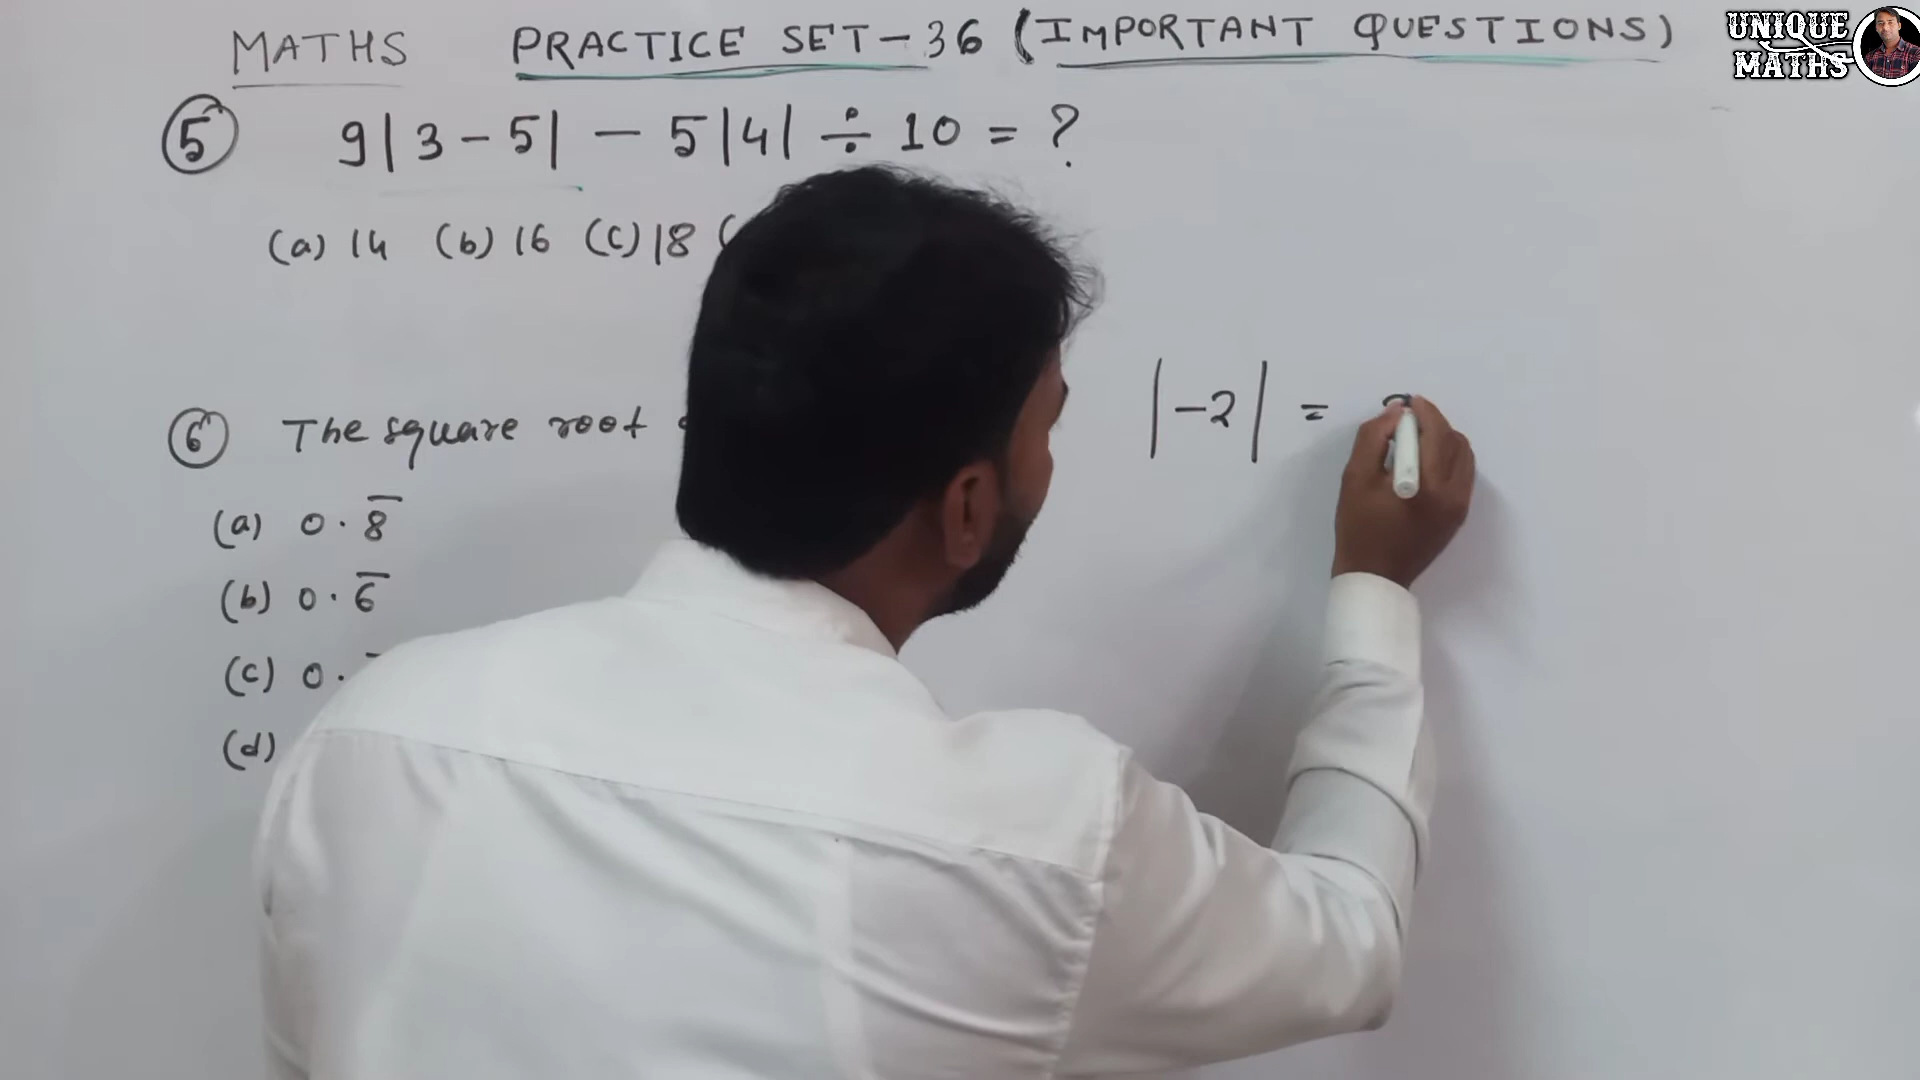 MATHS PRACTICE SET-36 (IMPORTANT QUESTIONS)
UNIQUE MATHS
5 9|3-5| - 5|4| ÷ 10 = ?
(a) 14 (b) 16 (c) 18 (
|-2| =
6 The square root
(a) 0.8̅
(b) 0.6̅
(c) 0.
(d)